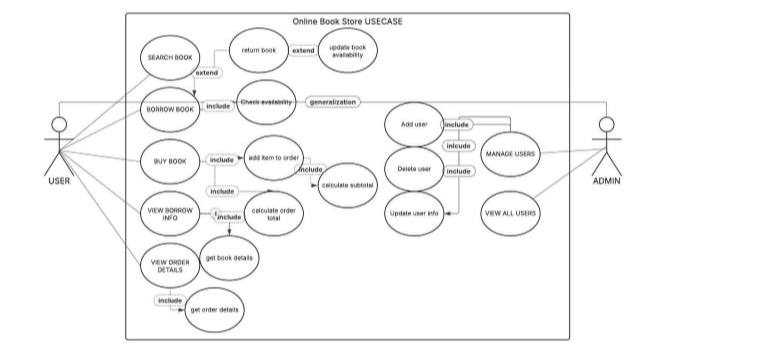 Online Book Store USECASE
SEARCH BOOK
return book
extend
update book
availability
extend
BORROW BOOK
include
Check availability
generalization
Add user
include
inlcude
MANAGE USERS
USER
BUY BOOK
include
add item to order
include
Delete user
include
ADMIN
include
calculate subtotal
VIEW BORROW
INFO
include
calculate order
total
Update user info
VIEW ALL USERS
VIEW ORDER
DETAILS
get book details
include
get order details